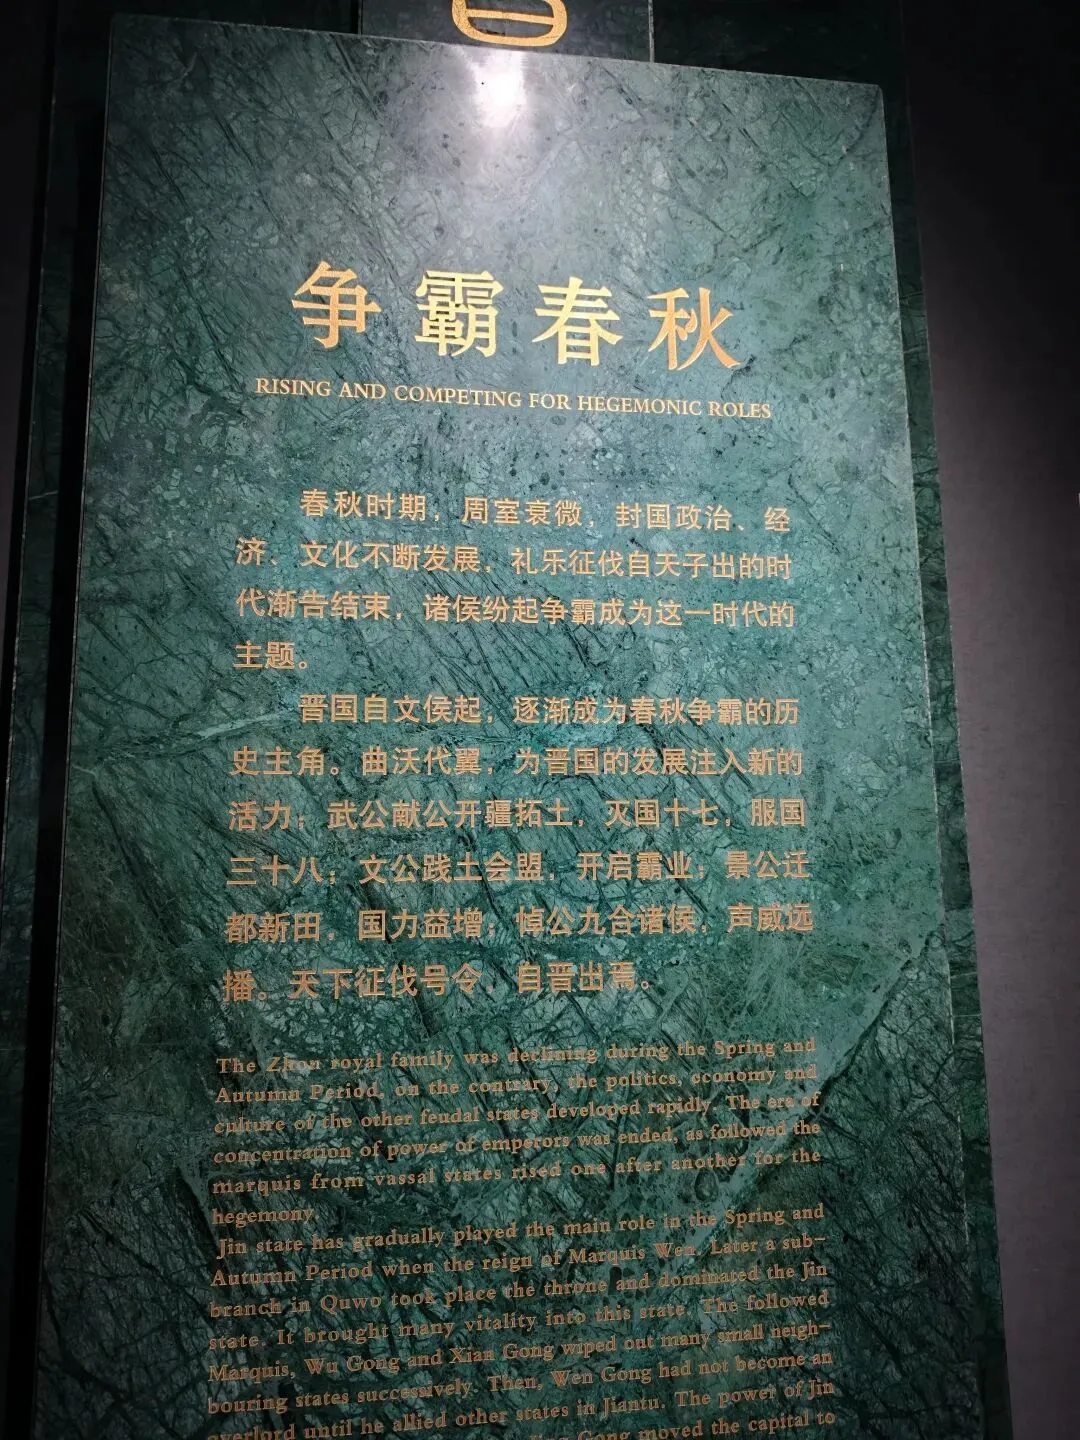 争霸春秋
RISING AND COMPETING FOR HEGEMONIC ROLES
春秋时期，周室衰微，封国政治、经
济、文化不断发展，礼乐征伐自天子出的时
代渐告结束，诸侯纷起争霸成为这一时代的
主题。
晋国自文侯起，逐渐成为春秋争霸的历
史主角。曲沃代翼，为晋国的发展注入新的
活力；武公献公开疆拓土，灭国十七，服国
三十八；文公践土会盟，开启霸业；景公迁
都新田，国力益增；悼公九合诸侯，声威远
播。天下征伐号令，自晋出焉。
The Zhou royal family was declining during the Spring and
Autumn Period, on the contrary, the politics, economy and
culture of the other feudal states developed rapidly. The era of
concentration of power of emperors was ended, as followed the
marquis from vassal states rised one after another for the
hegemony.
Jin state has gradually played the main role in the Spring and
Autumn Period when the reign of Marquis Wen. Later a sub-
branch in Quwo took place the throne and dominated the Jin
state. It brought many vitality into this state. The followed
Marquis, Wu Gong and Xian Gong wiped out many small neigh-
bouring states successively. Then, Wen Gong had not become an
overlord until he allied other states in Jiantu. The power of Jin
Gong moved the capital to